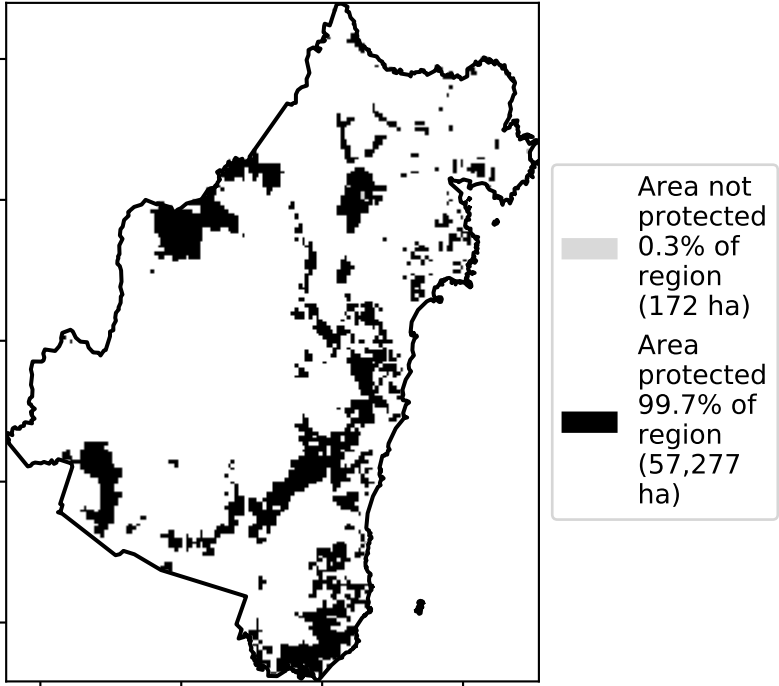 Area not
protected
0.3% of
region
(172 ha)
Area
protected
99.7% of
region
(57,277
ha)